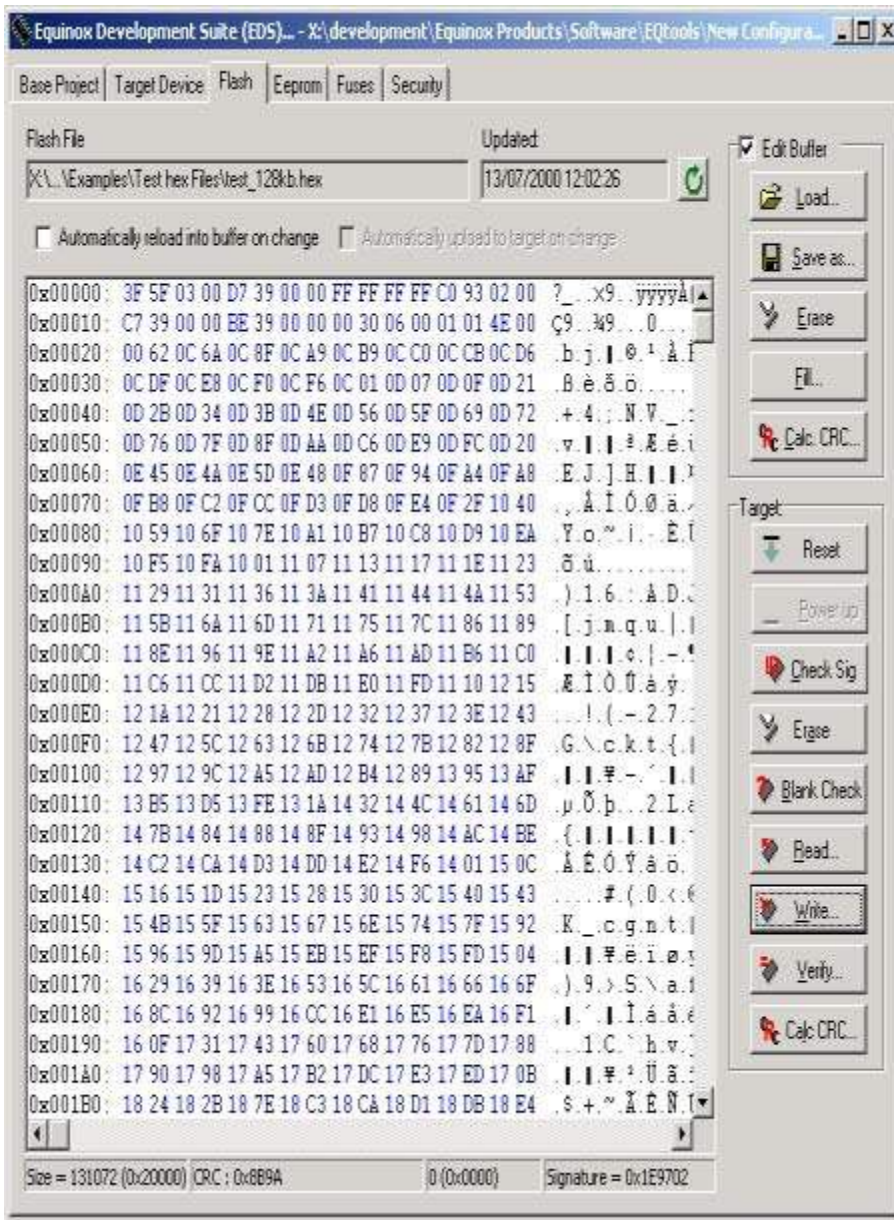 Equinox Development Suite (EDS)... - X:\development\Equinox Products\Software\EQtools\New Configura...
Base Project Target Device Flash Eeprom Fuses Security
Flash File
Updated:
X:\...\Examples\Test hex Files\test_128kb.hex
13/07/2000 12:02:26
Automatically reload into buffer on change
Automatically upload to target on change
0x00000: 3F 5F 03 00 D7 39 00 00 FF FF FF FF C0 93 02 00 ?_..x9..ÿÿÿÿÀ
0x00010: C7 39 00 00 BE 39 00 00 00 30 06 00 01 01 4E 00 Ç9..¾9...0....
0x00020: 00 62 0C 6A 0C 8F 0C A9 0C B9 0C C0 0C CB 0C D6
0x00030: 0C DF 0C E8 0C F0 0C F6 0C 01 0D 07 0D 0F 0D 21
0x00040: 0D 2B 0D 34 0D 3B 0D 4E 0D 56 0D 5F 0D 69 0D 72
0x00050: 0D 76 0D 7F 0D 8F 0D AA 0D C6 0D E9 0D FC 0D 20
0x00060: 0E 45 0E 4A 0E 5D 0E 48 0F 87 0F 94 0F A4 0F A8
0x00070: 0F B8 0F C2 0F CC 0F D3 0F D8 0F E4 0F 2F 10 40
0x00080: 10 59 10 6F 10 7E 10 A1 10 B7 10 C8 10 D9 10 EA
0x00090: 10 F5 10 FA 10 01 11 07 11 13 11 17 11 1E 11 23
0x000A0: 11 29 11 31 11 36 11 3A 11 41 11 44 11 4A 11 53
0x000B0: 11 5B 11 6A 11 6D 11 71 11 75 11 7C 11 86 11 89
0x000C0: 11 8E 11 96 11 9E 11 A2 11 A6 11 AD 11 B6 11 C0
0x000D0: 11 C6 11 CC 11 D2 11 DB 11 E0 11 FD 11 10 12 15
0x000E0: 12 1A 12 21 12 28 12 2D 12 32 12 37 12 3E 12 43
0x000F0: 12 47 12 5C 12 63 12 6B 12 74 12 7B 12 82 12 8F
0x00100: 12 97 12 9C 12 A5 12 AD 12 B4 12 89 13 95 13 AF
0x00110: 13 B5 13 D5 13 FE 13 1A 14 32 14 4C 14 61 14 6D
0x00120: 14 7B 14 84 14 88 14 8F 14 93 14 98 14 AC 14 BE
0x00130: 14 C2 14 CA 14 D3 14 DD 14 E2 14 F6 14 01 15 0C
0x00140: 15 16 15 1D 15 23 15 28 15 30 15 3C 15 40 15 43
0x00150: 15 4B 15 5F 15 63 15 67 15 6E 15 74 15 7F 15 92
0x00160: 15 96 15 9D 15 A5 15 EB 15 EF 15 F8 15 FD 15 04
0x00170: 16 29 16 39 16 3E 16 53 16 5C 16 61 16 66 16 6F
0x00180: 16 8C 16 92 16 99 16 CC 16 E1 16 E5 16 EA 16 F1
0x00190: 16 0F 17 31 17 43 17 60 17 68 17 76 17 7D 17 88
0x001A0: 17 90 17 98 17 A5 17 B2 17 DC 17 E3 17 ED 17 0B
0x001B0: 18 24 18 2B 18 7E 18 C3 18 CA 18 D1 18 DB 18 E4
Edit Buffer
Load...
Save as...
Erase
Fill...
Calc. CRC...
Target:
Reset
Power up
Check Sig
Erase
Blank Check
Read...
Write...
Verify...
Calc CRC...
Size = 131072 (0x20000) CRC : 0x8B9A 0 (0x0000) Signature = 0x1E9702